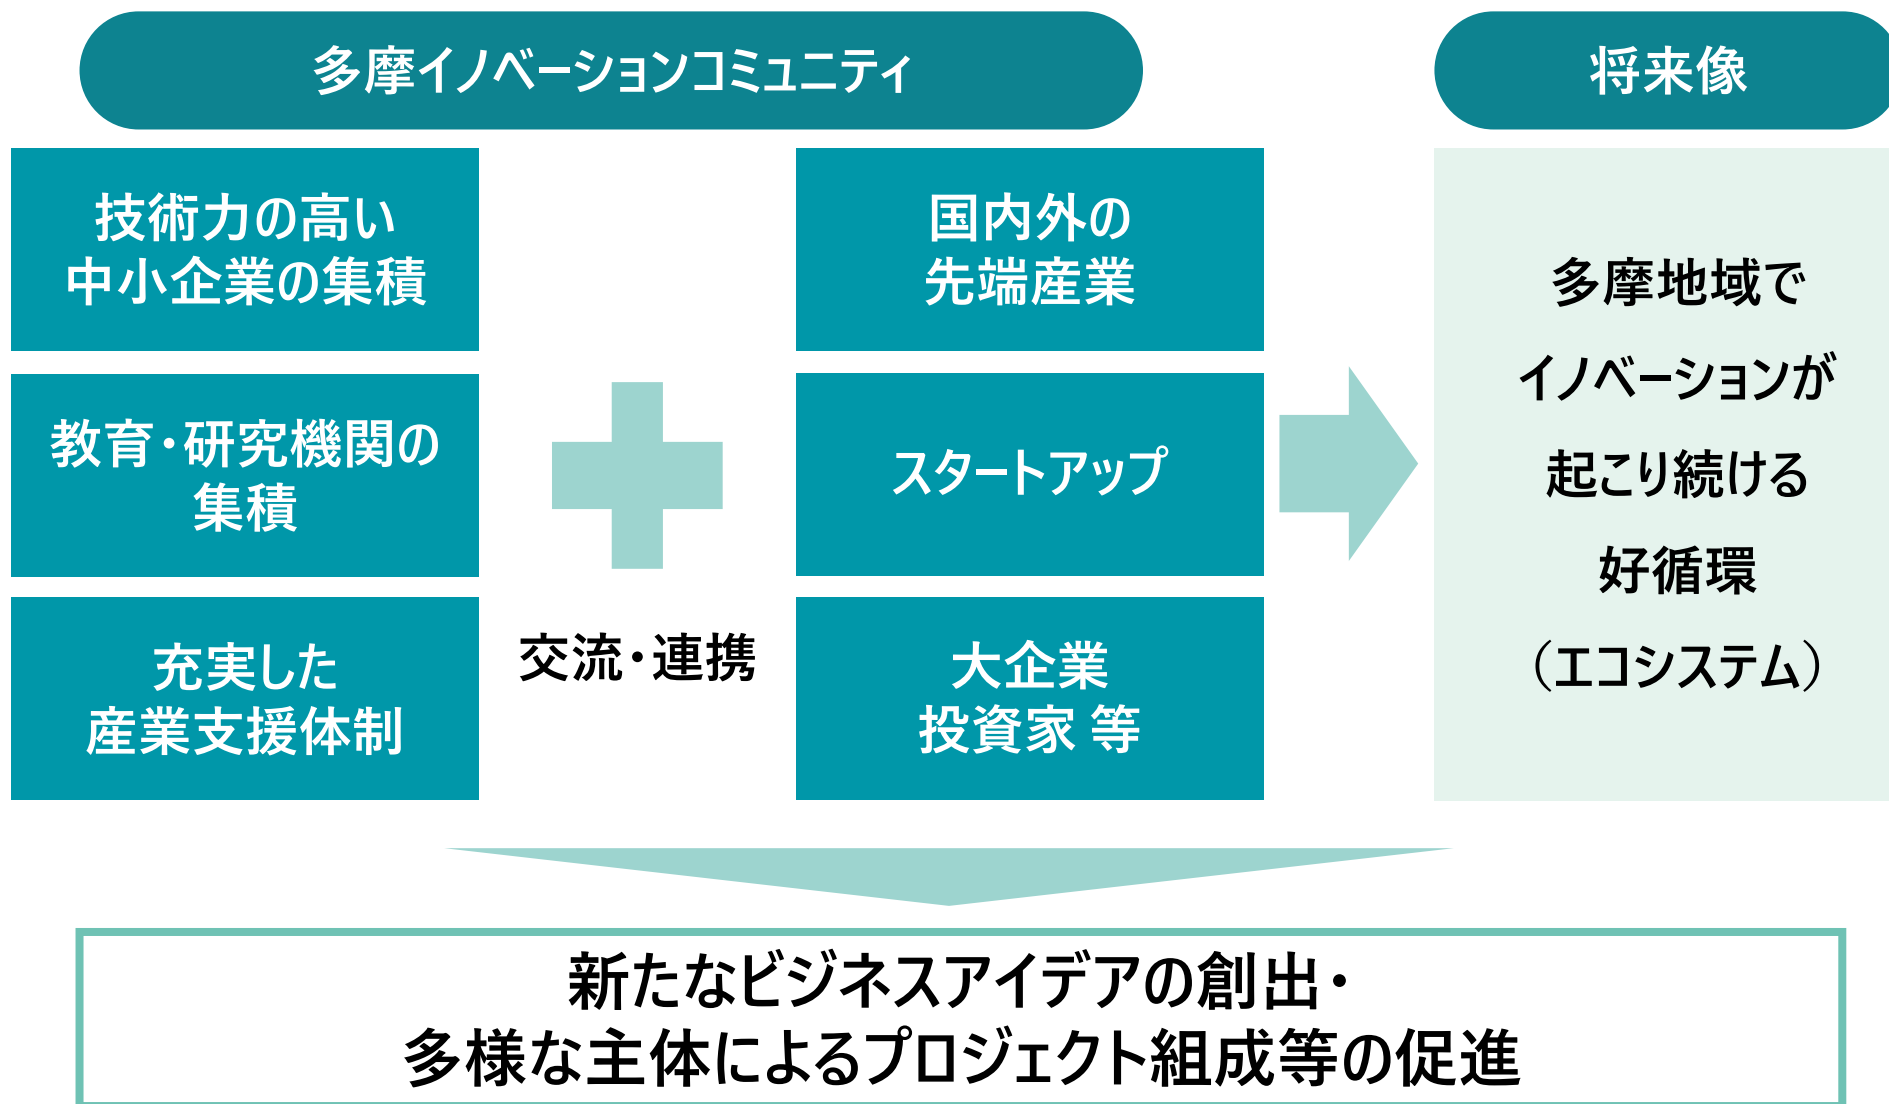 多摩イノベーションコミュニティ
将来像
技術力の高い
中小企業の集積
教育・研究機関の
集積
充実した
産業支援体制
交流・連携
国内外の
先端産業
スタートアップ
大企業
投資家 等
多摩地域で
イノベーションが
起こり続ける
好循環
（エコシステム）
新たなビジネスアイデアの創出・
多様な主体によるプロジェクト組成等の促進